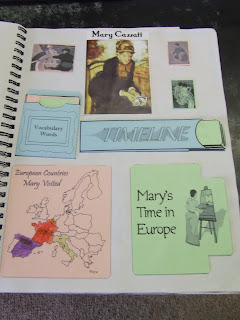 Mary Cassatt
Vocabulary
Words
TIMELINE
European Countries
Mary Visited
Mary's
Time in
Europe